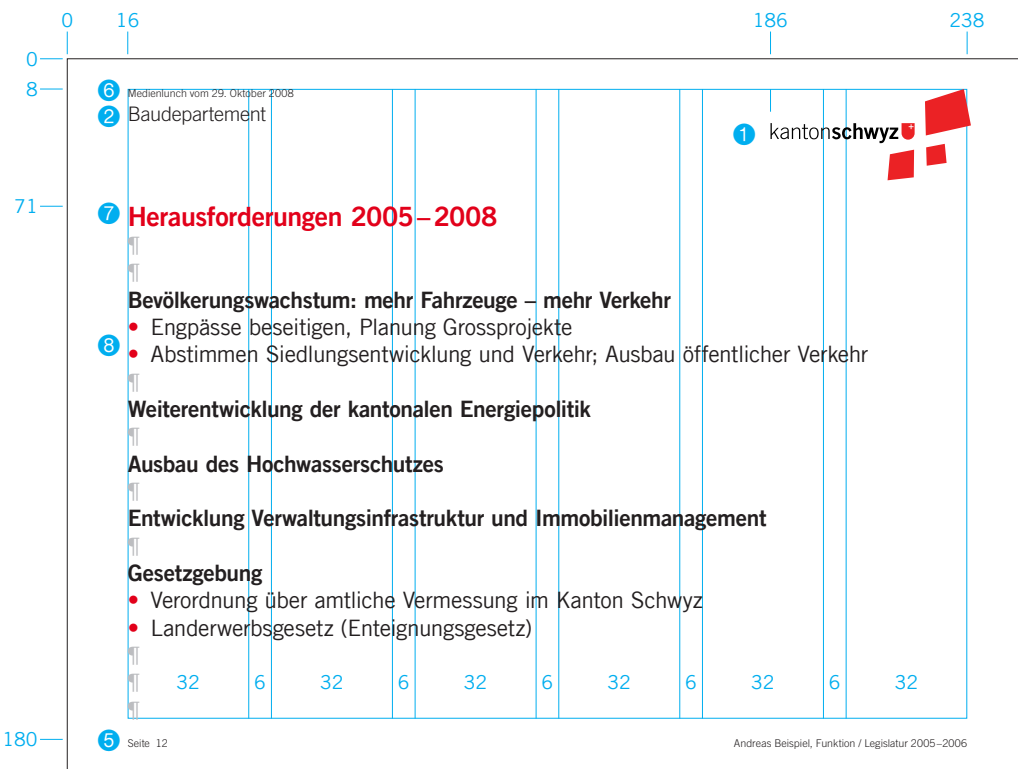 0 16 186 238
0
8
6 Medienlunch vom 29. Oktober 2008
2 Baudepartement
1 kantonschwyz
71
7 Herausforderungen 2005–2008
¶
¶
Bevölkerungswachstum: mehr Fahrzeuge – mehr Verkehr
• Engpässe beseitigen, Planung Grossprojekte
8
• Abstimmen Siedlungsentwicklung und Verkehr; Ausbau öffentlicher Verkehr
¶
Weiterentwicklung der kantonalen Energiepolitik
¶
Ausbau des Hochwasserschutzes
¶
Entwicklung Verwaltungsinfrastruktur und Immobilienmanagement
¶
Gesetzgebung
• Verordnung über amtliche Vermessung im Kanton Schwyz
• Landerwerbsgesetz (Enteignungsgesetz)
¶
¶ 32 6 32 6 32 6 32 6 32 6 32
¶
180 5 Seite 12 Andreas Beispiel, Funktion / Legislatur 2005–2006